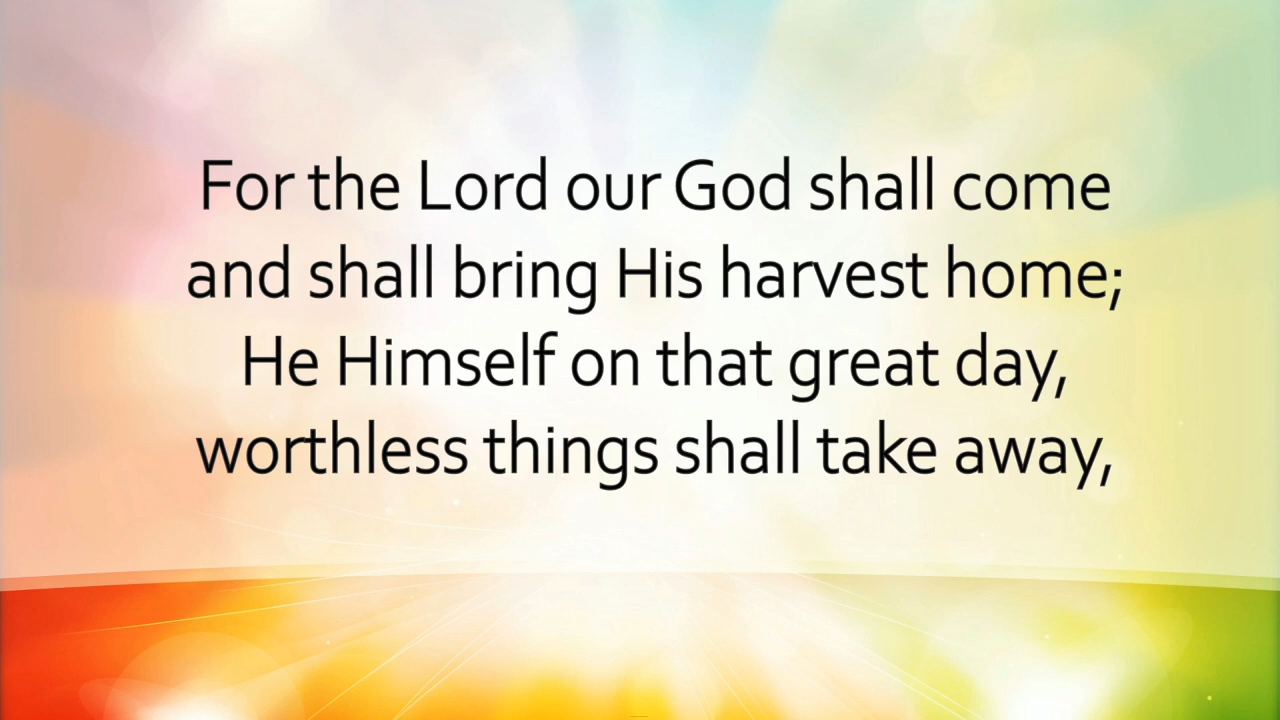 For the Lord our God shall come
and shall bring His harvest home;
He Himself on that great day,
worthless things shall take away,